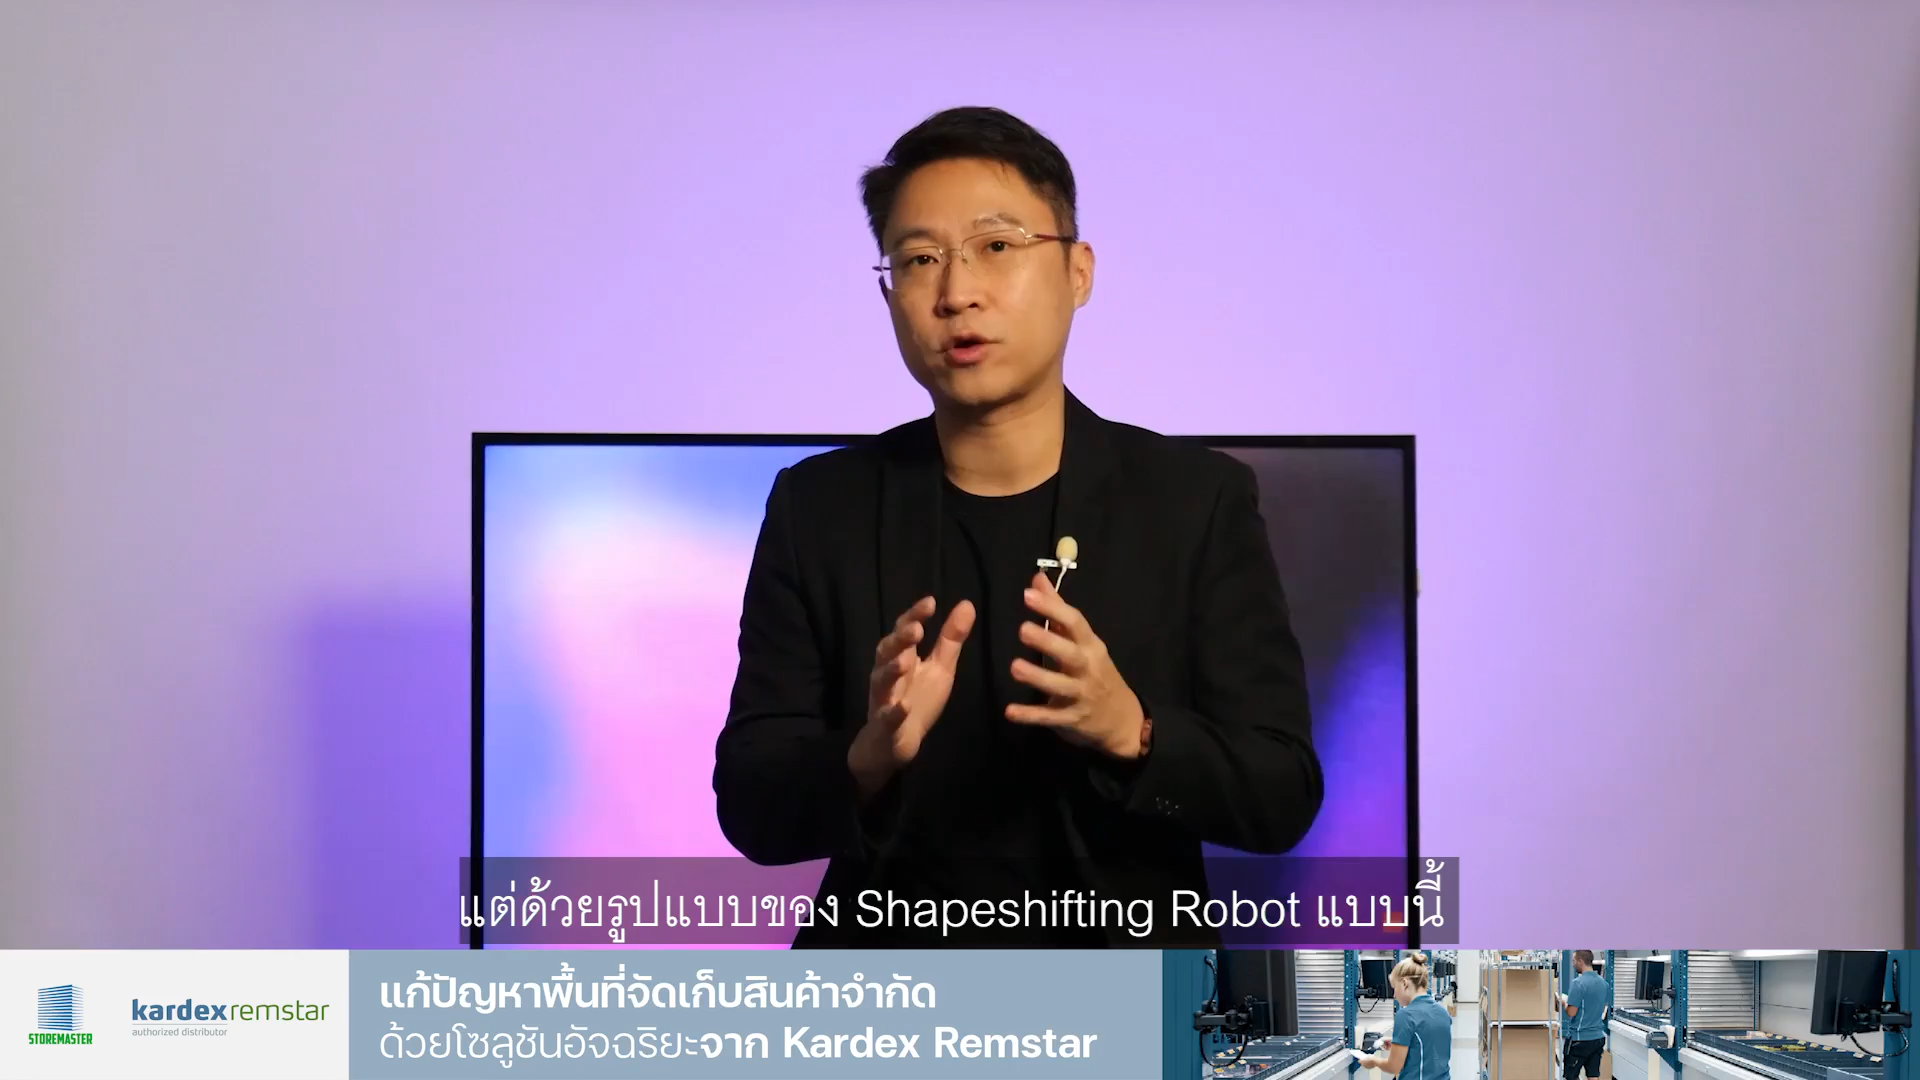 แต่ด้วยรูปแบบของ Shapeshifting Robot แบบนี้
STOREMASTER
kardexremstar
authorized distributor
แก้ปัญหาพื้นที่จัดเก็บสินค้าจำกัด
ด้วยโซลูชันอัจฉริยะจาก Kardex Remstar